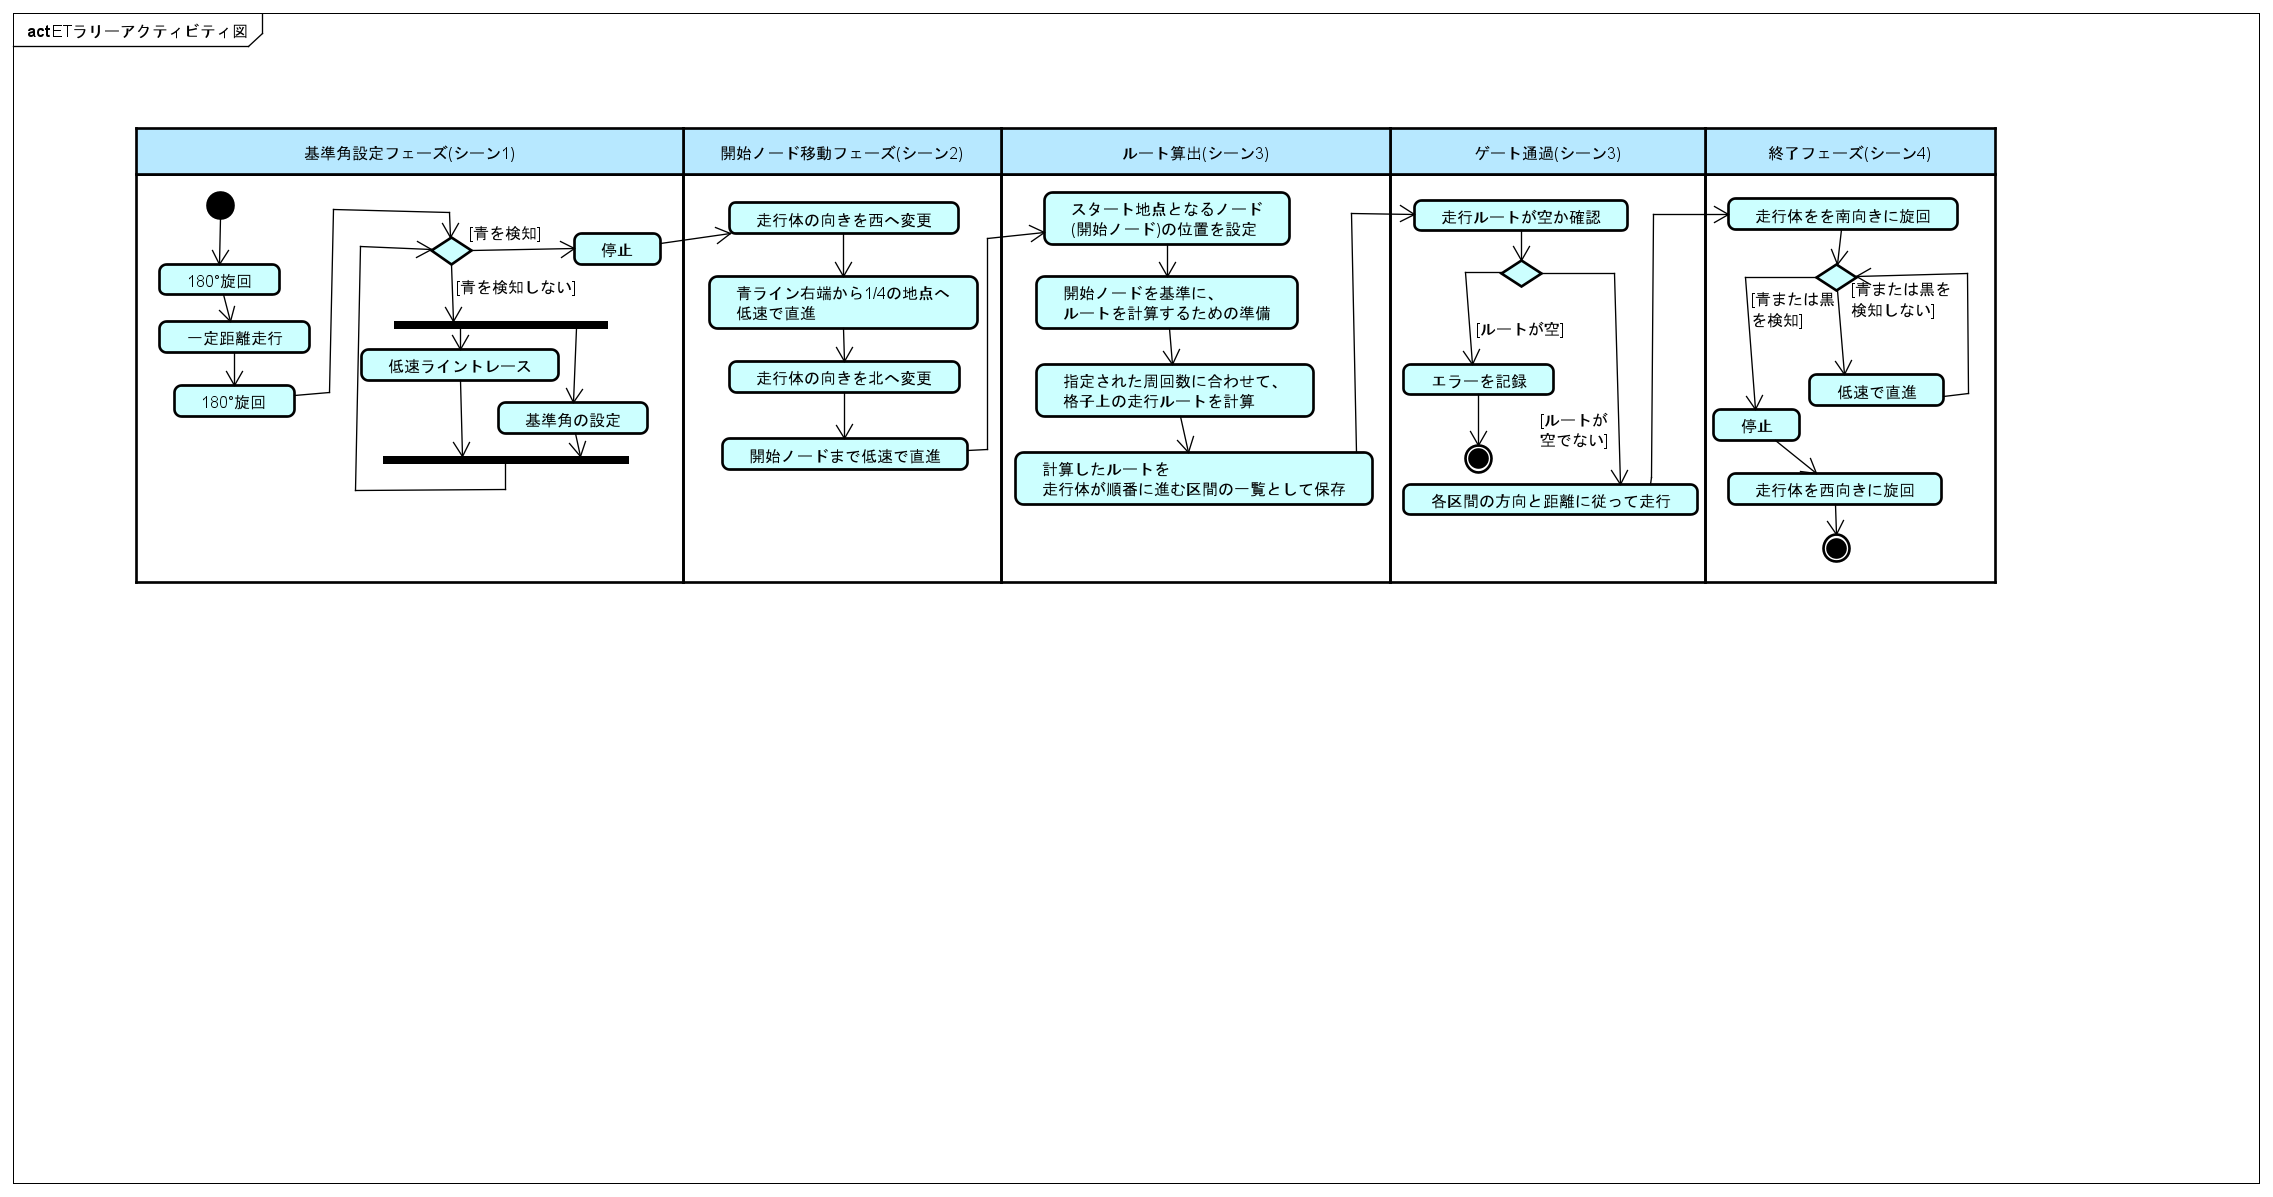 actETラリーアクティビティ図
基準角設定フェーズ(シーン1)
開始ノード移動フェーズ(シーン2)
ルート算出(シーン3)
ゲート通過(シーン3)
終了フェーズ(シーン4)
180°旋回
一定距離走行
180°旋回
[青を検知]
停止
[青を検知しない]
低速ライントレース
基準角の設定
走行体の向きを西へ変更
青ライン右端から1/4の地点へ
低速で直進
走行体の向きを北へ変更
開始ノードまで低速で直進
スタート地点となるノード
(開始ノード)の位置を設定
開始ノードを基準に、
ルートを計算するための準備
指定された周回数に合わせて、
格子上の走行ルートを計算
計算したルートを
走行体が順番に進む区間の一覧として保存
走行ルートが空か確認
[ルートが空]
エラーを記録
[ルートが
空でない]
各区間の方向と距離に従って走行
走行体をを南向きに旋回
[青または黒
を検知]
[青または黒を
検知しない]
低速で直進
停止
走行体を西向きに旋回